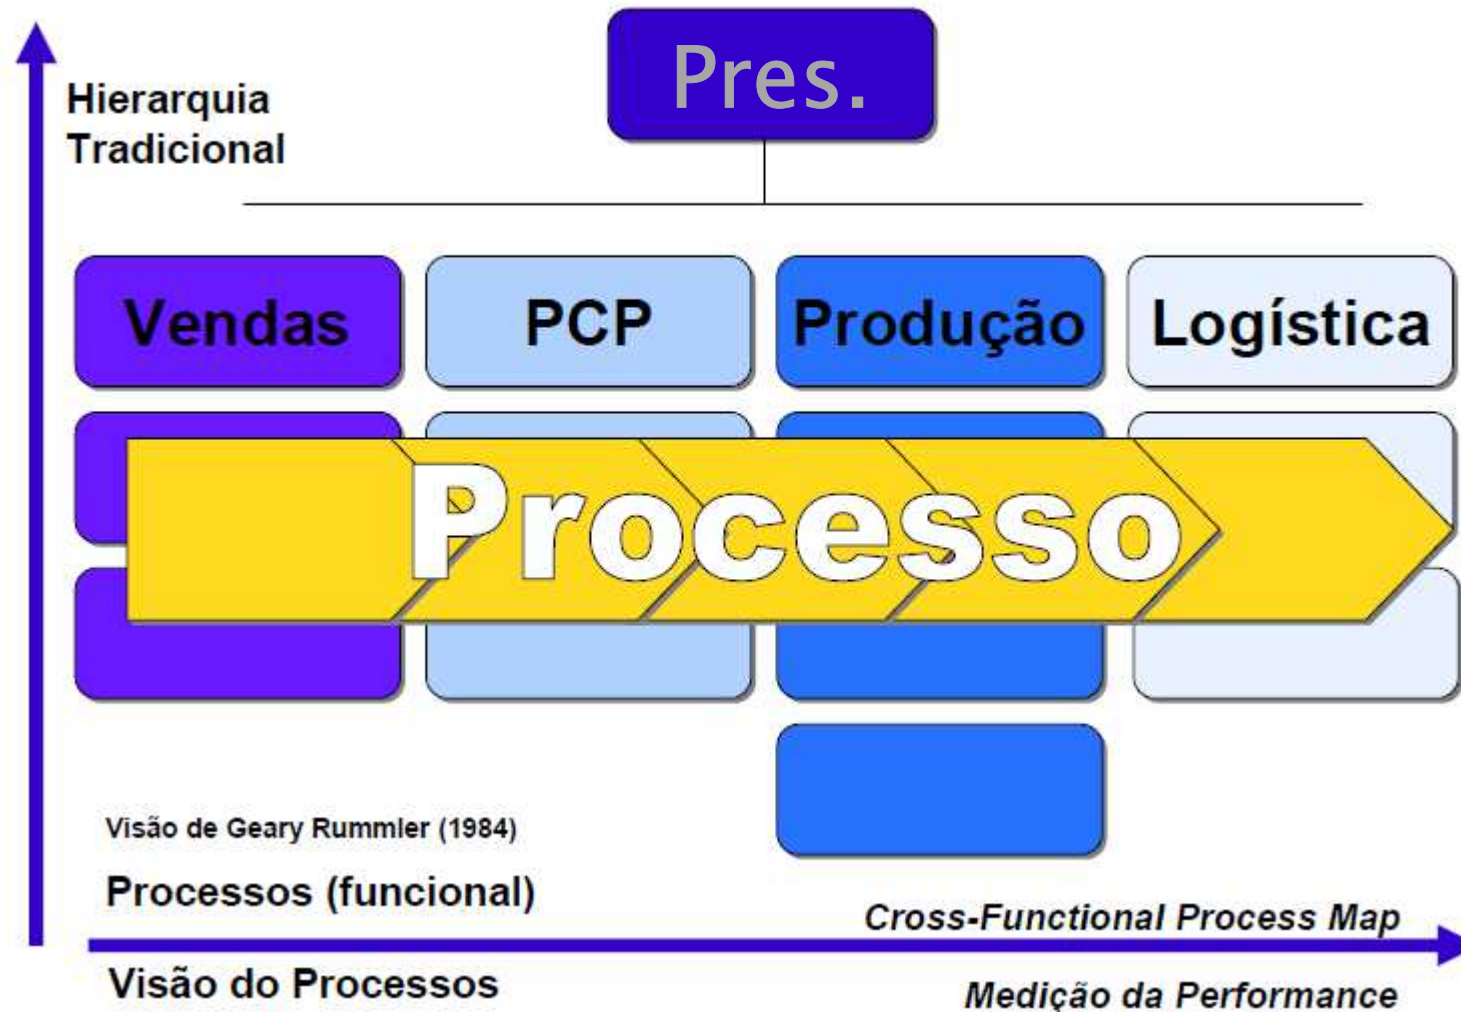 Pres.
Hierarquia
Tradicional
Vendas
PCP
Produção
Logística
Processo
Visão de Geary Rummler (1984)
Processos (funcional)
Cross-Functional Process Map
Visão do Processos
Medição da Performance